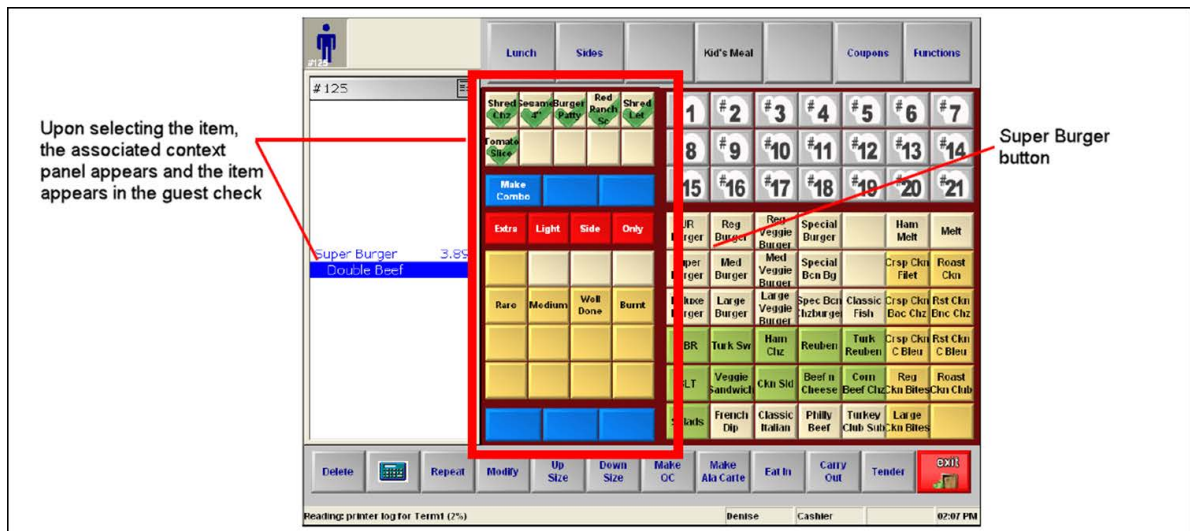 #125
Lunch
Sides
Kid's Meal
Coupons
Functions
#125
Upon selecting the item,
the associated context
panel appears and the item
appears in the guest check
Super Burger 3.89
Double Beef
Shred
Chz
Sesame
4"
Burger
Patty
Red
Ranch
Sc
Shred
Let
Tomato
Slice
Make
Combo
Extra
Light
Side
Only
Rare
Medium
Well
Done
Burnt
1
#2
#3
#4
#5
#6
#7
8
#9
#10
#11
#12
#13
#14
15
#16
#17
#18
#19
#20
#21
Super Burger
button
Reg
Burger
Reg
Veggie
Burger
Special
Burger
Ham
Melt
Melt
Med
Burger
Med
Veggie
Burger
Special
Bcn Bg
Crsp Ckn
Filet
Roast
Ckn
Large
Burger
Large
Veggie
Burger
Spec Bcn
Classic
Fish
Crsp Ckn
Bac Chz
Rst Ckn
Bnc Chz
Turk Swr
Ham
Chz
Reuben
Turk
Reuben
Crsp Ckn
C Bleu
Rst Ckn
C Bleu
Veggie
Sandwich
Ckn Sld
Beef n
Cheese
Corn
Beef Chz
Reg
Ckn Bites
Roast
Ckn Club
French
Dip
Classic
Italian
Philly
Beef
Turkey
Club Sub
Large
Ckn Bites
Delete
Repeat
Modify
Up
Size
Down
Size
Make
QC
Make
Ala Carte
Eat In
Carry
Out
Tender
exit
Reading: printer log for Term1 (2%)
Denise
Cashier
02:07 PM